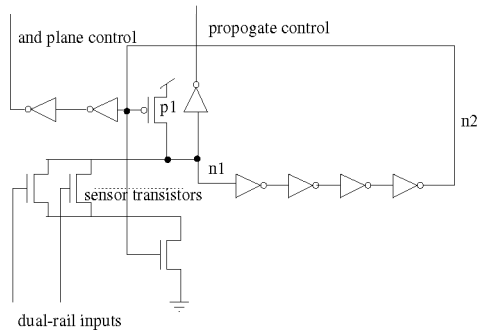 propogate control
and plane control
p1
n2
n1
sensor transistors
dual-rail inputs